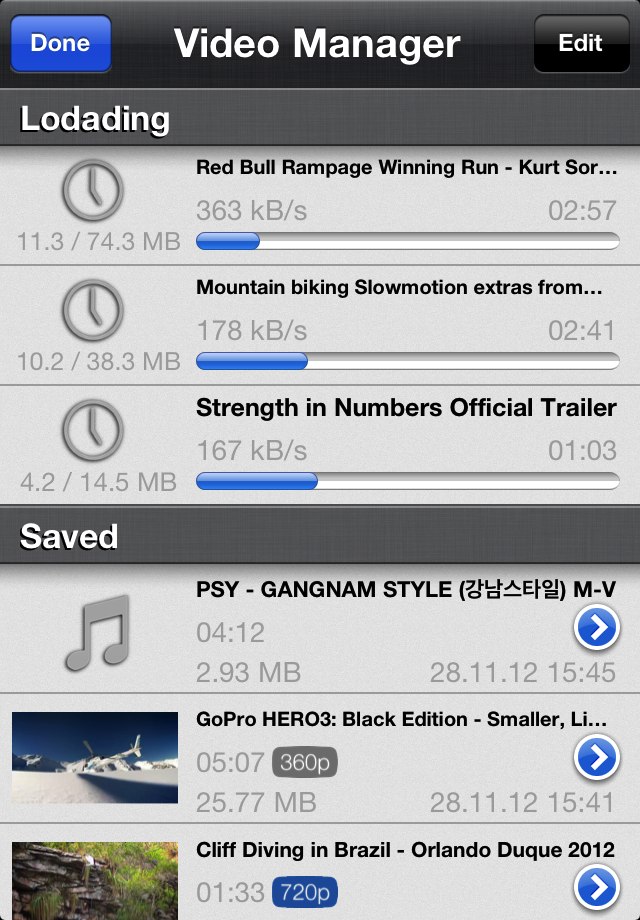 Done
Video Manager
Edit
Lodading
Red Bull Rampage Winning Run - Kurt Sor...
363 kB/s
02:57
11.3 / 74.3 MB
Mountain biking Slowmotion extras from...
178 kB/s
02:41
10.2 / 38.3 MB
Strength in Numbers Official Trailer
167 kB/s
01:03
4.2 / 14.5 MB
Saved
PSY - GANGNAM STYLE (강남스타일) M-V
04:12
2.93 MB
28.11.12 15:45
GoPro HERO3: Black Edition - Smaller, Li...
05:07 360p
25.77 MB
28.11.12 15:41
Cliff Diving in Brazil - Orlando Duque 2012
01:33 720p